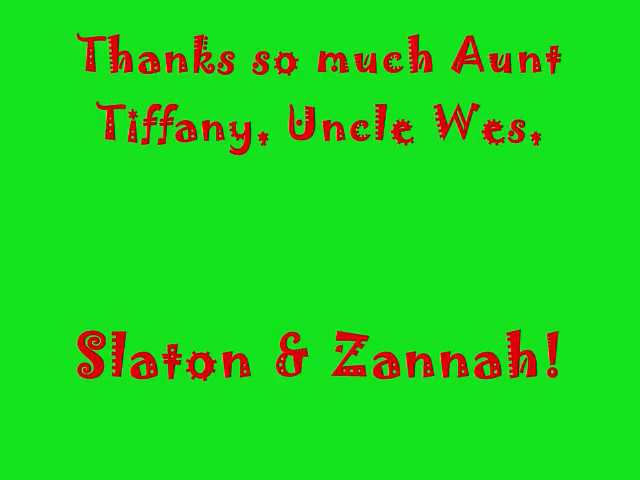 Thanks so much Aunt
Tiffany, Uncle Wes,
Slaton & Zannah!